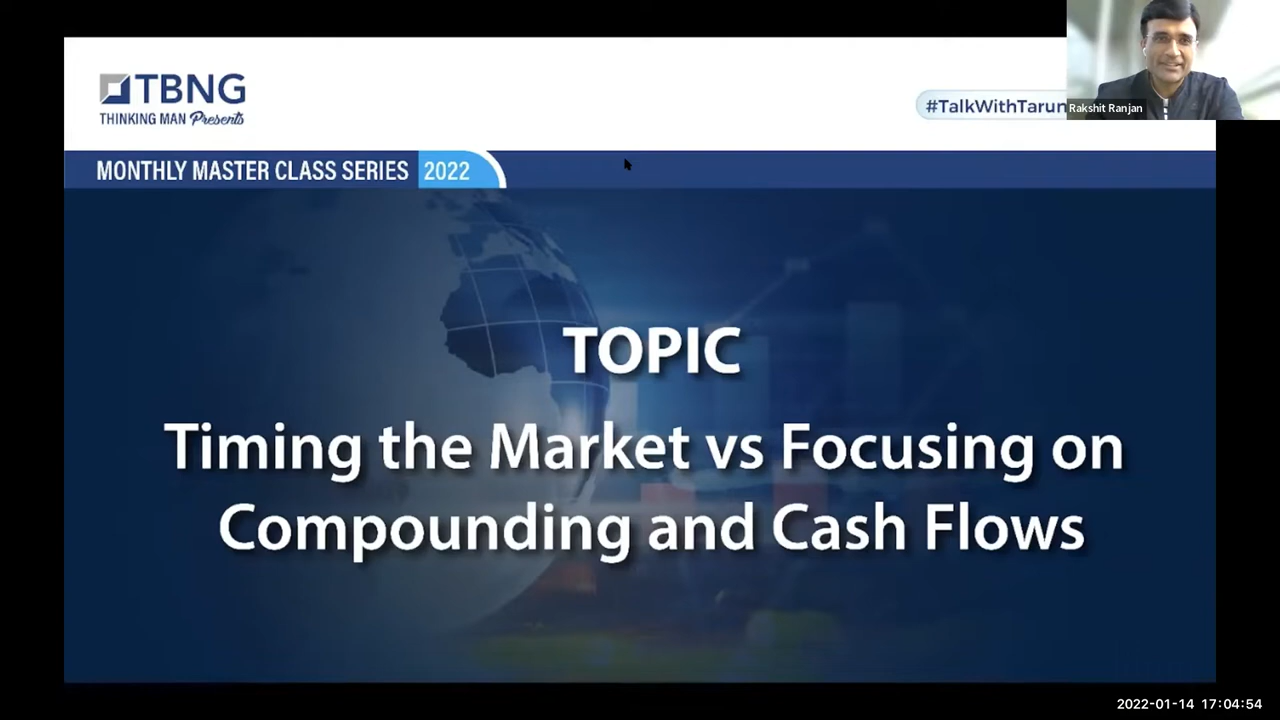 TBNG
THINKING MAN Presents
#TalkWithTarun
Rakshit Ranjan
MONTHLY MASTER CLASS SERIES 2022
TOPIC
Timing the Market vs Focusing on
Compounding and Cash Flows
2022-01-14 17:04:54